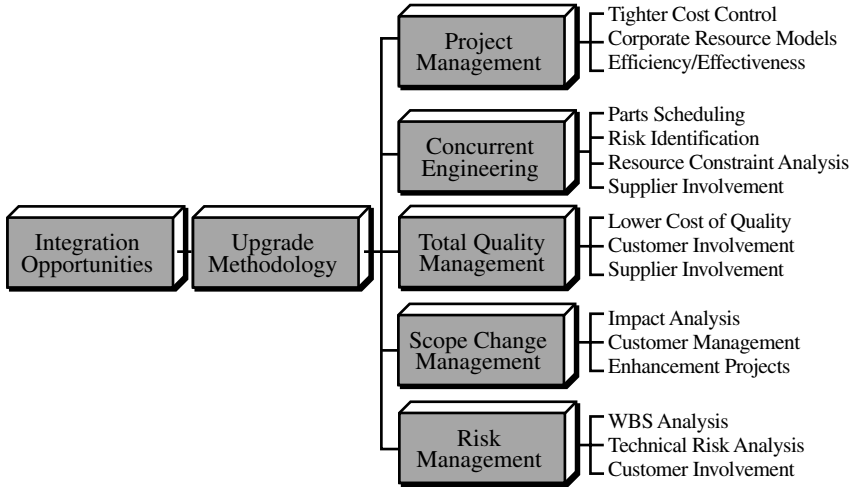 Integration
Opportunities
Upgrade
Methodology
Project
Management
Tighter Cost Control
Corporate Resource Models
Efficiency/Effectiveness
Concurrent
Engineering
Parts Scheduling
Risk Identification
Resource Constraint Analysis
Supplier Involvement
Total Quality
Management
Lower Cost of Quality
Customer Involvement
Supplier Involvement
Scope Change
Management
Impact Analysis
Customer Management
Enhancement Projects
Risk
Management
WBS Analysis
Technical Risk Analysis
Customer Involvement